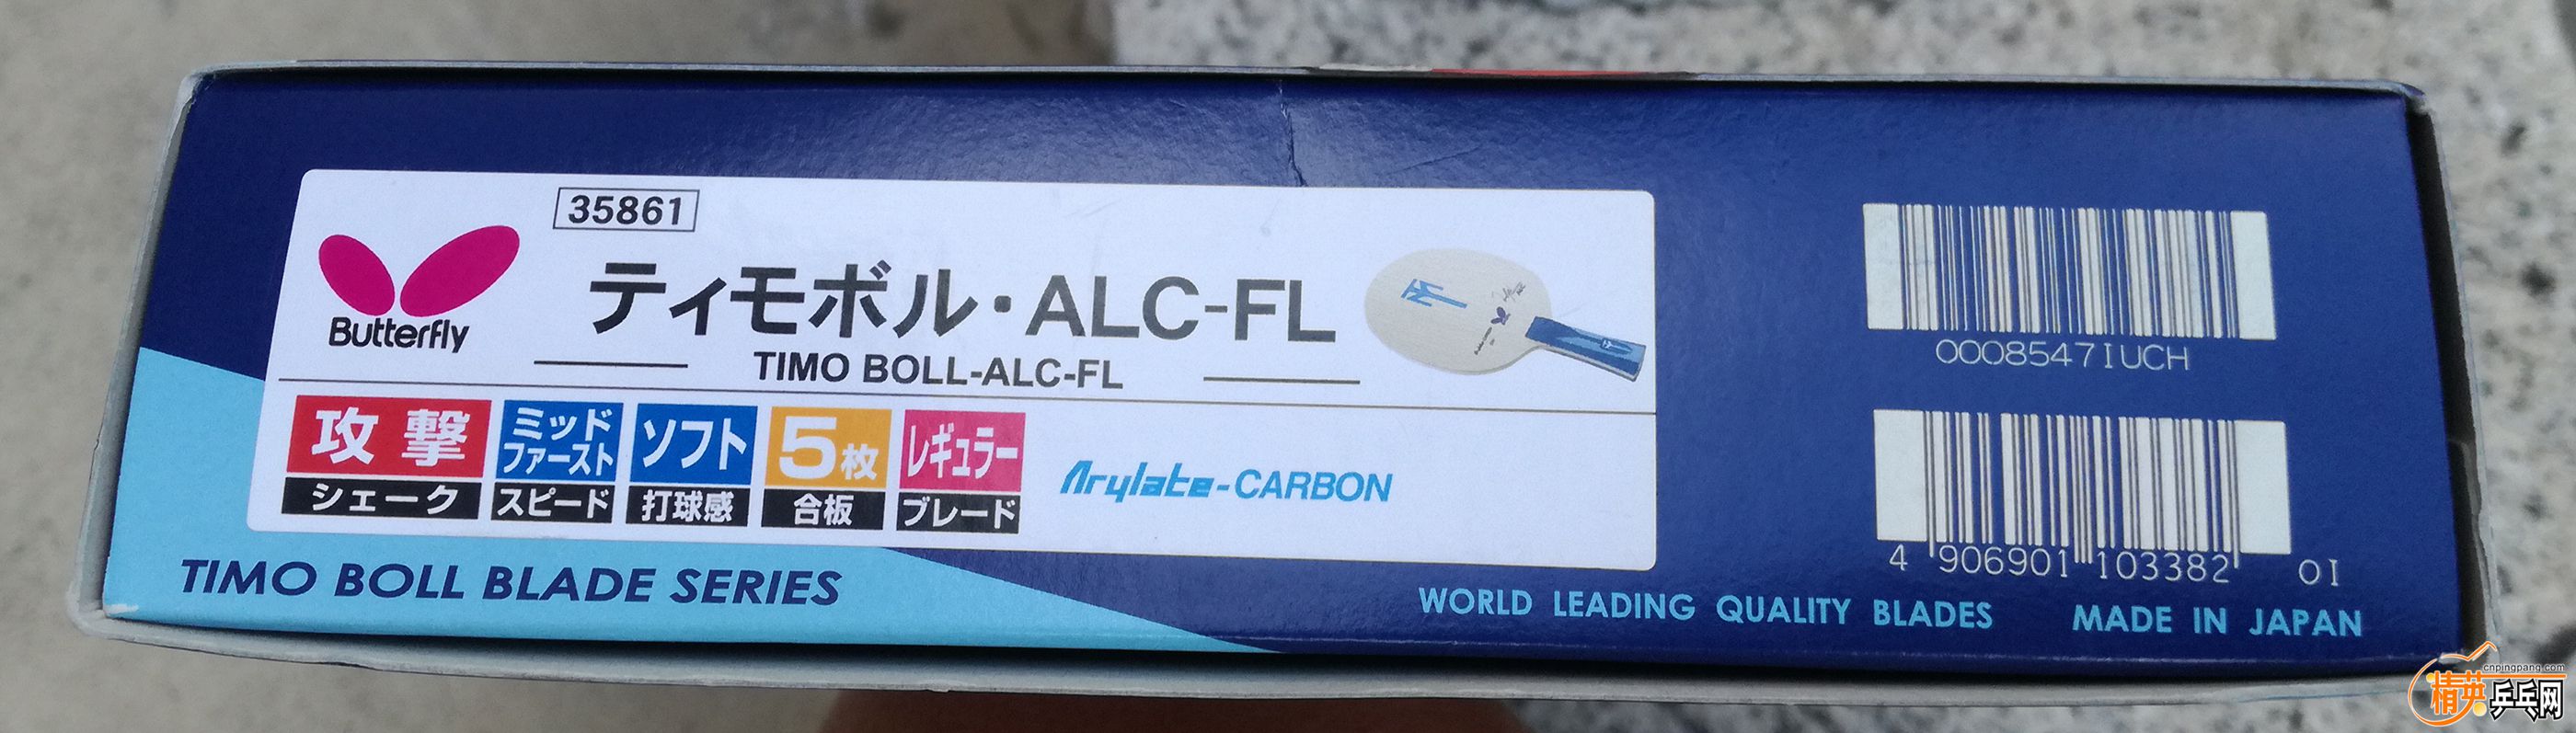 35861
Butterfly
ティモボル・ALC-FL
TIMO BOLL-ALC-FL
攻撃
シェーク
ミッド
ファースト
スピード
ソフト
打球感
5枚
合板
レギュラー
ブレード
Arylate-CARBON
TIMO BOLL BLADE SERIES
0008547IUCH
4 906901 103382 01
WORLD LEADING QUALITY BLADES MADE IN JAPAN
cnpingpang.com
精英乒乓网